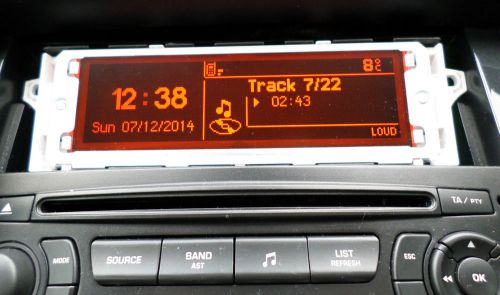 8°C
Track 7/22
12:38
02:43
Sun 07/12/2014
LOUD
TA/PTY
MODE
SOURCE
BAND
AST
LIST
REFRESH
ESC
OK